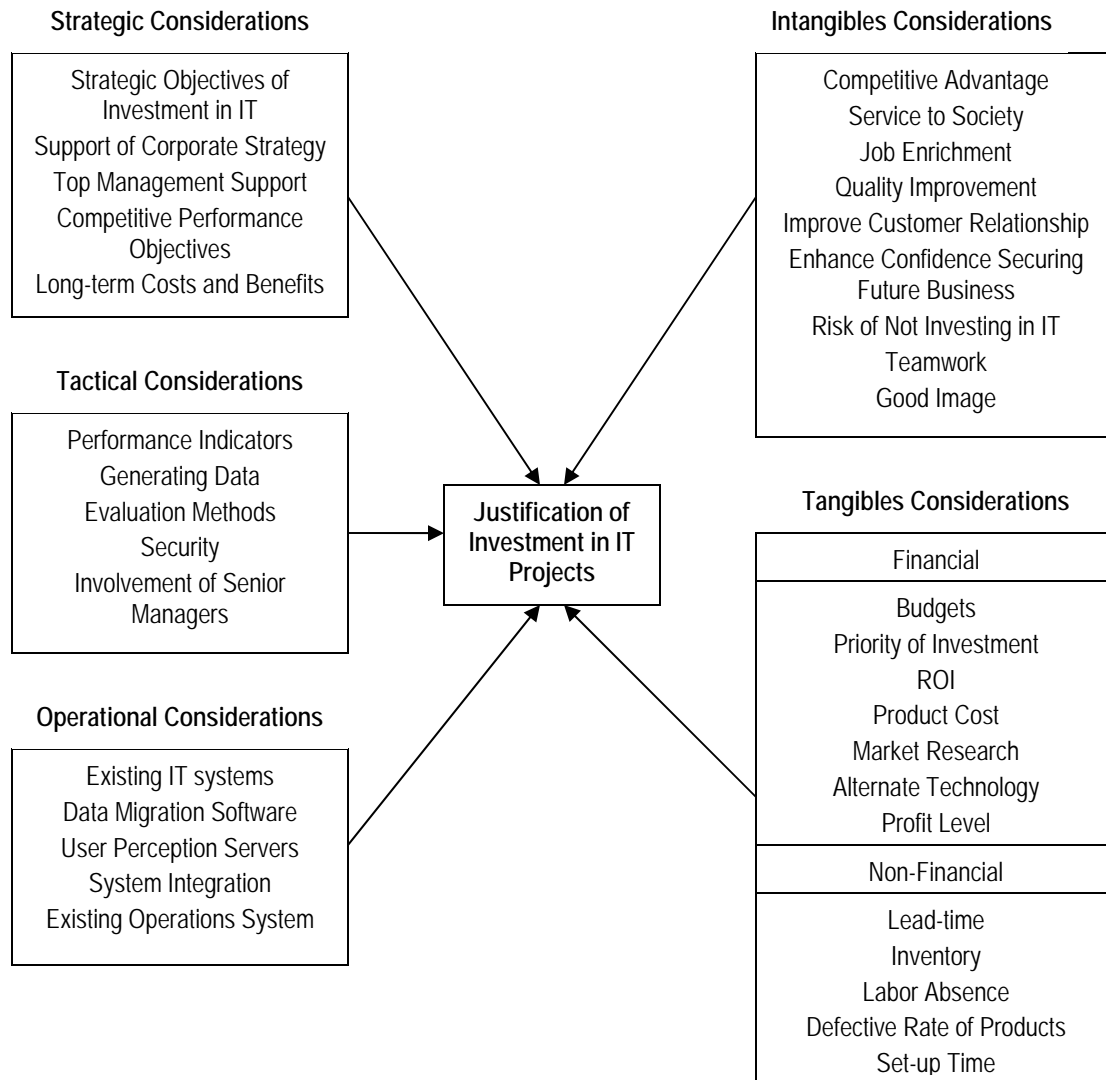 Strategic Considerations
Strategic Objectives of
Investment in IT
Support of Corporate Strategy
Top Management Support
Competitive Performance
Objectives
Long-term Costs and Benefits
Tactical Considerations
Performance Indicators
Generating Data
Evaluation Methods
Security
Involvement of Senior
Managers
Operational Considerations
Existing IT systems
Data Migration Software
User Perception Servers
System Integration
Existing Operations System
Justification of
Investment in IT
Projects
Intangibles Considerations
Competitive Advantage
Service to Society
Job Enrichment
Quality Improvement
Improve Customer Relationship
Enhance Confidence Securing
Future Business
Risk of Not Investing in IT
Teamwork
Good Image
Tangibles Considerations
Financial
Budgets
Priority of Investment
ROI
Product Cost
Market Research
Alternate Technology
Profit Level
Non-Financial
Lead-time
Inventory
Labor Absence
Defective Rate of Products
Set-up Time